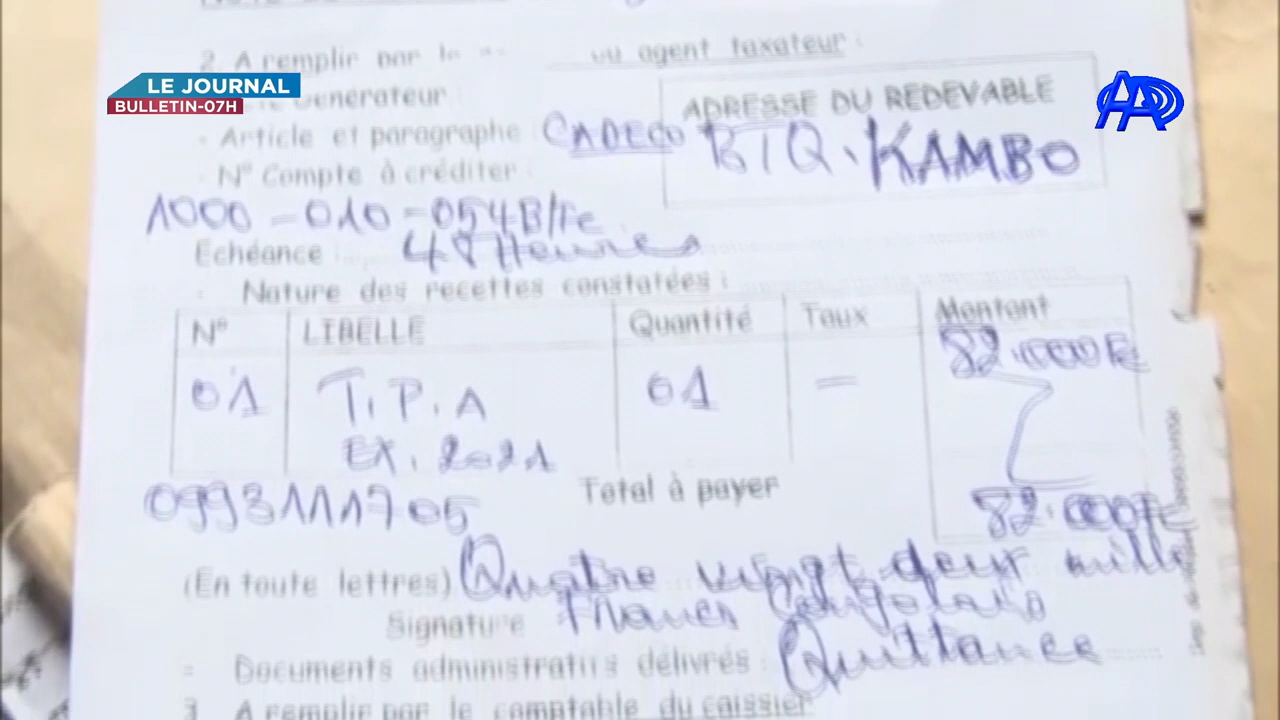 2. A remplir par le ou agent taxateur :
LE JOURNAL
BULLETIN-07H
Generateur
ADRESSE DU REDEVABLE
- Article et paragraphe : CADECO
BTQ. KAMBO
- N° Compte à créditer :
1000-010-054B/Fc
Echéance : 48 Heures
- Nature des recettes constatées :
N° LIBELLE Quantité Taux Montant
01 T.P.A 01 — 82.000Fc
EX. 2021
0993111705 Total à payer 82.000Fc
(En toute lettres) Quatre vingt deux mille
Francs Congolais
Signature
Documents administratifs délivrés : Quittance
3 A remplir par le comptable du caissier